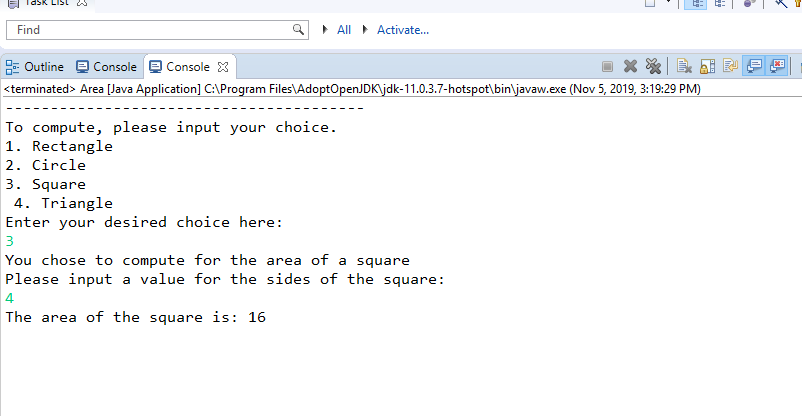 Task List
Find
All Activate...
Outline Console Console
<terminated> Area [Java Application] C:\Program Files\AdoptOpenJDK\jdk-11.0.3.7-hotspot\bin\javaw.exe (Nov 5, 2019, 3:19:29 PM)
----------------------------------------
To compute, please input your choice.
1. Rectangle
2. Circle
3. Square
 4. Triangle
Enter your desired choice here:
3
You chose to compute for the area of a square
Please input a value for the sides of the square:
4
The area of the square is: 16